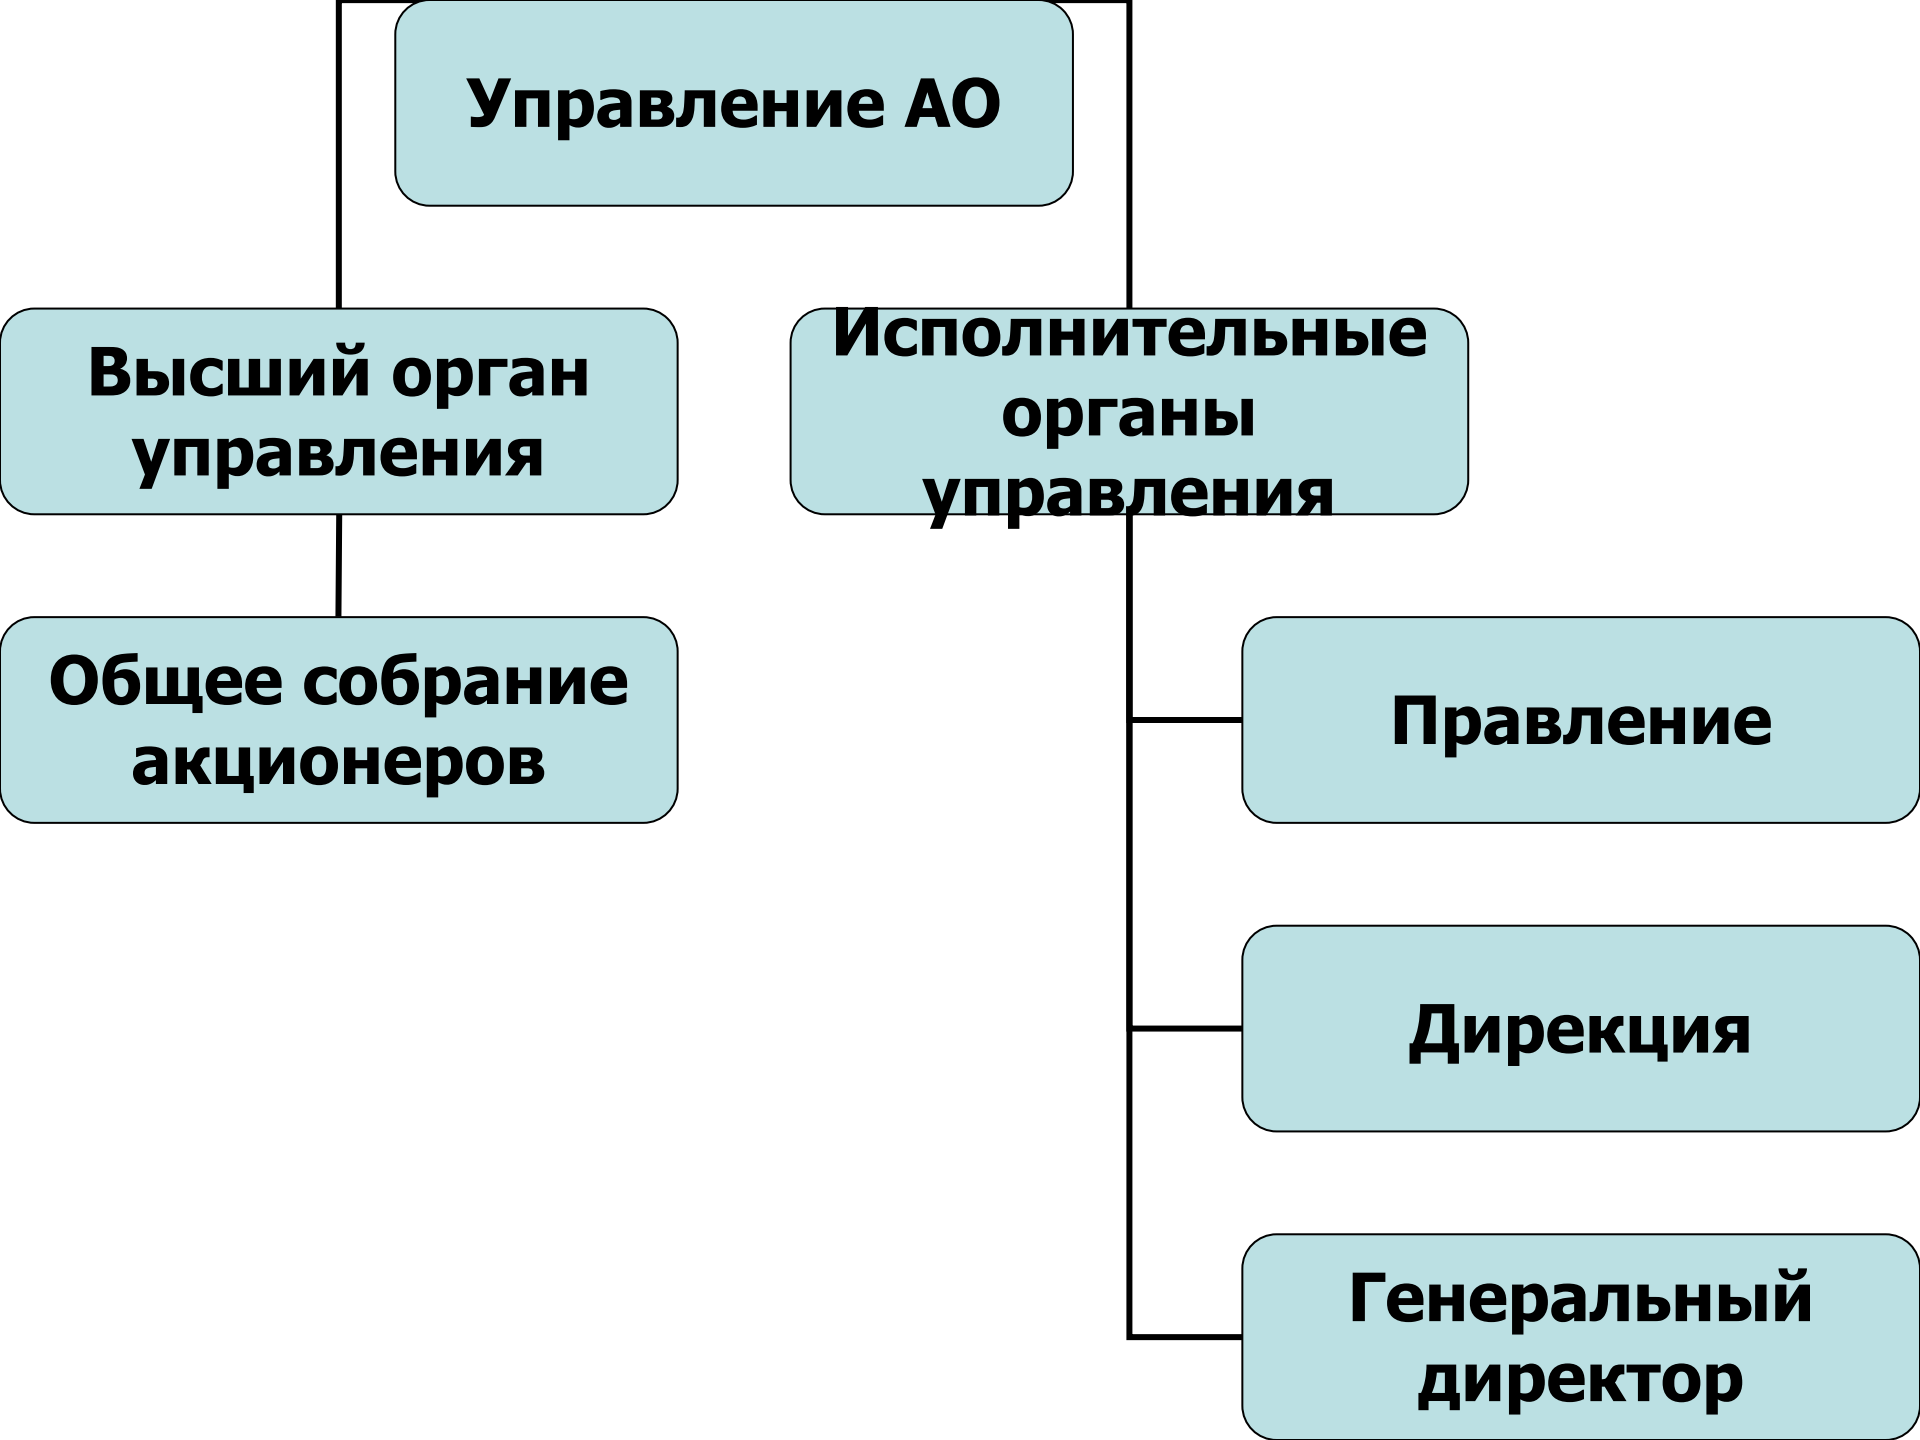 Управление АО
Высший орган
управления
Исполнительные
органы
управления
Общее собрание
акционеров
Правление
Дирекция
Генеральный
директор